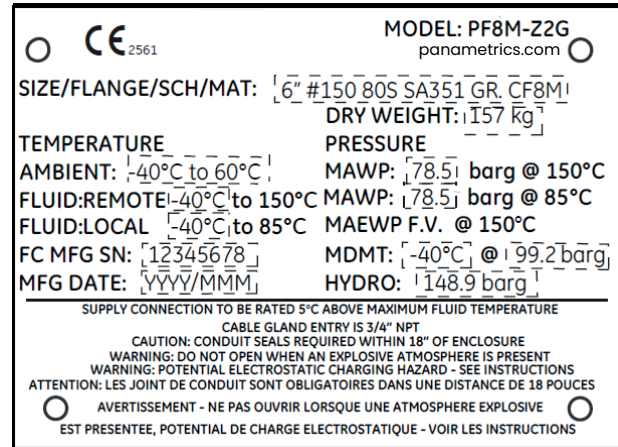 CE 2561
MODEL: PF8M-Z2G
panametrics.com
SIZE/FLANGE/SCH/MAT: 6" #150 80S SA351 GR. CF8M
DRY WEIGHT: 157 kg
TEMPERATURE
AMBIENT: -40°C to 60°C
FLUID:REMOTE -40°C to 150°C
FLUID:LOCAL -40°C to 85°C
FC MFG SN: 12345678
MFG DATE: YYYY/MMM
PRESSURE
MAWP: 78.5 barg @ 150°C
MAWP: 78.5 barg @ 85°C
MAEWP F.V. @ 150°C
MDMT: -40°C @ 99.2 barg
HYDRO: 148.9 barg
SUPPLY CONNECTION TO BE RATED 5°C ABOVE MAXIMUM FLUID TEMPERATURE
CABLE GLAND ENTRY IS 3/4" NPT
CAUTION: CONDUIT SEALS REQUIRED WITHIN 18" OF ENCLOSURE
WARNING: DO NOT OPEN WHEN AN EXPLOSIVE ATMOSPHERE IS PRESENT
WARNING: POTENTIAL ELECTROSTATIC CHARGING HAZARD - SEE INSTRUCTIONS
ATTENTION: LES JOINT DE CONDUIT SONT OBLIGATOIRES DANS UNE DISTANCE DE 18 POUCES
AVERTISSEMENT - NE PAS OUVRIR LORSQUE UNE ATMOSPHERE EXPLOSIVE
EST PRESENTEE, POTENTIAL DE CHARGE ELECTROSTATIQUE - VOIR LES INSTRUCTIONS